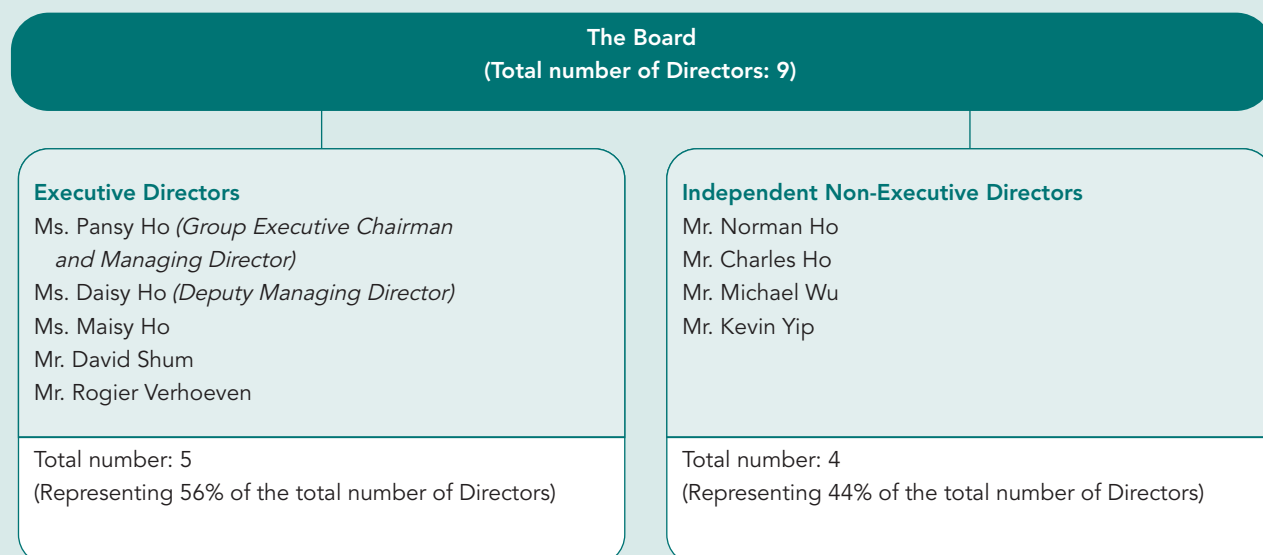 The Board
(Total number of Directors: 9)
Executive Directors
Ms. Pansy Ho (Group Executive Chairman
and Managing Director)
Ms. Daisy Ho (Deputy Managing Director)
Ms. Maisy Ho
Mr. David Shum
Mr. Rogier Verhoeven
Total number: 5
(Representing 56% of the total number of Directors)
Independent Non-Executive Directors
Mr. Norman Ho
Mr. Charles Ho
Mr. Michael Wu
Mr. Kevin Yip
Total number: 4
(Representing 44% of the total number of Directors)